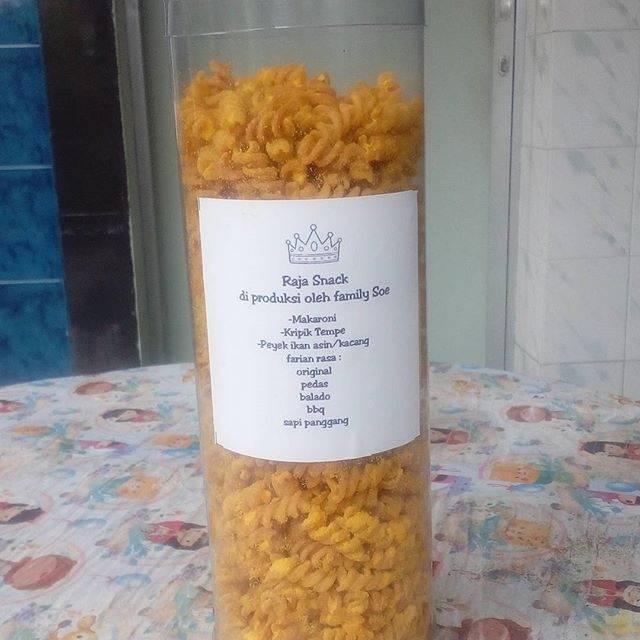 Raja Snack
di produksi oleh family Soe
-Makaroni
-Kripik Tempe
-Peyek ikan asin/kacang
farian rasa :
original
pedas
balado
bbq
sapi panggang